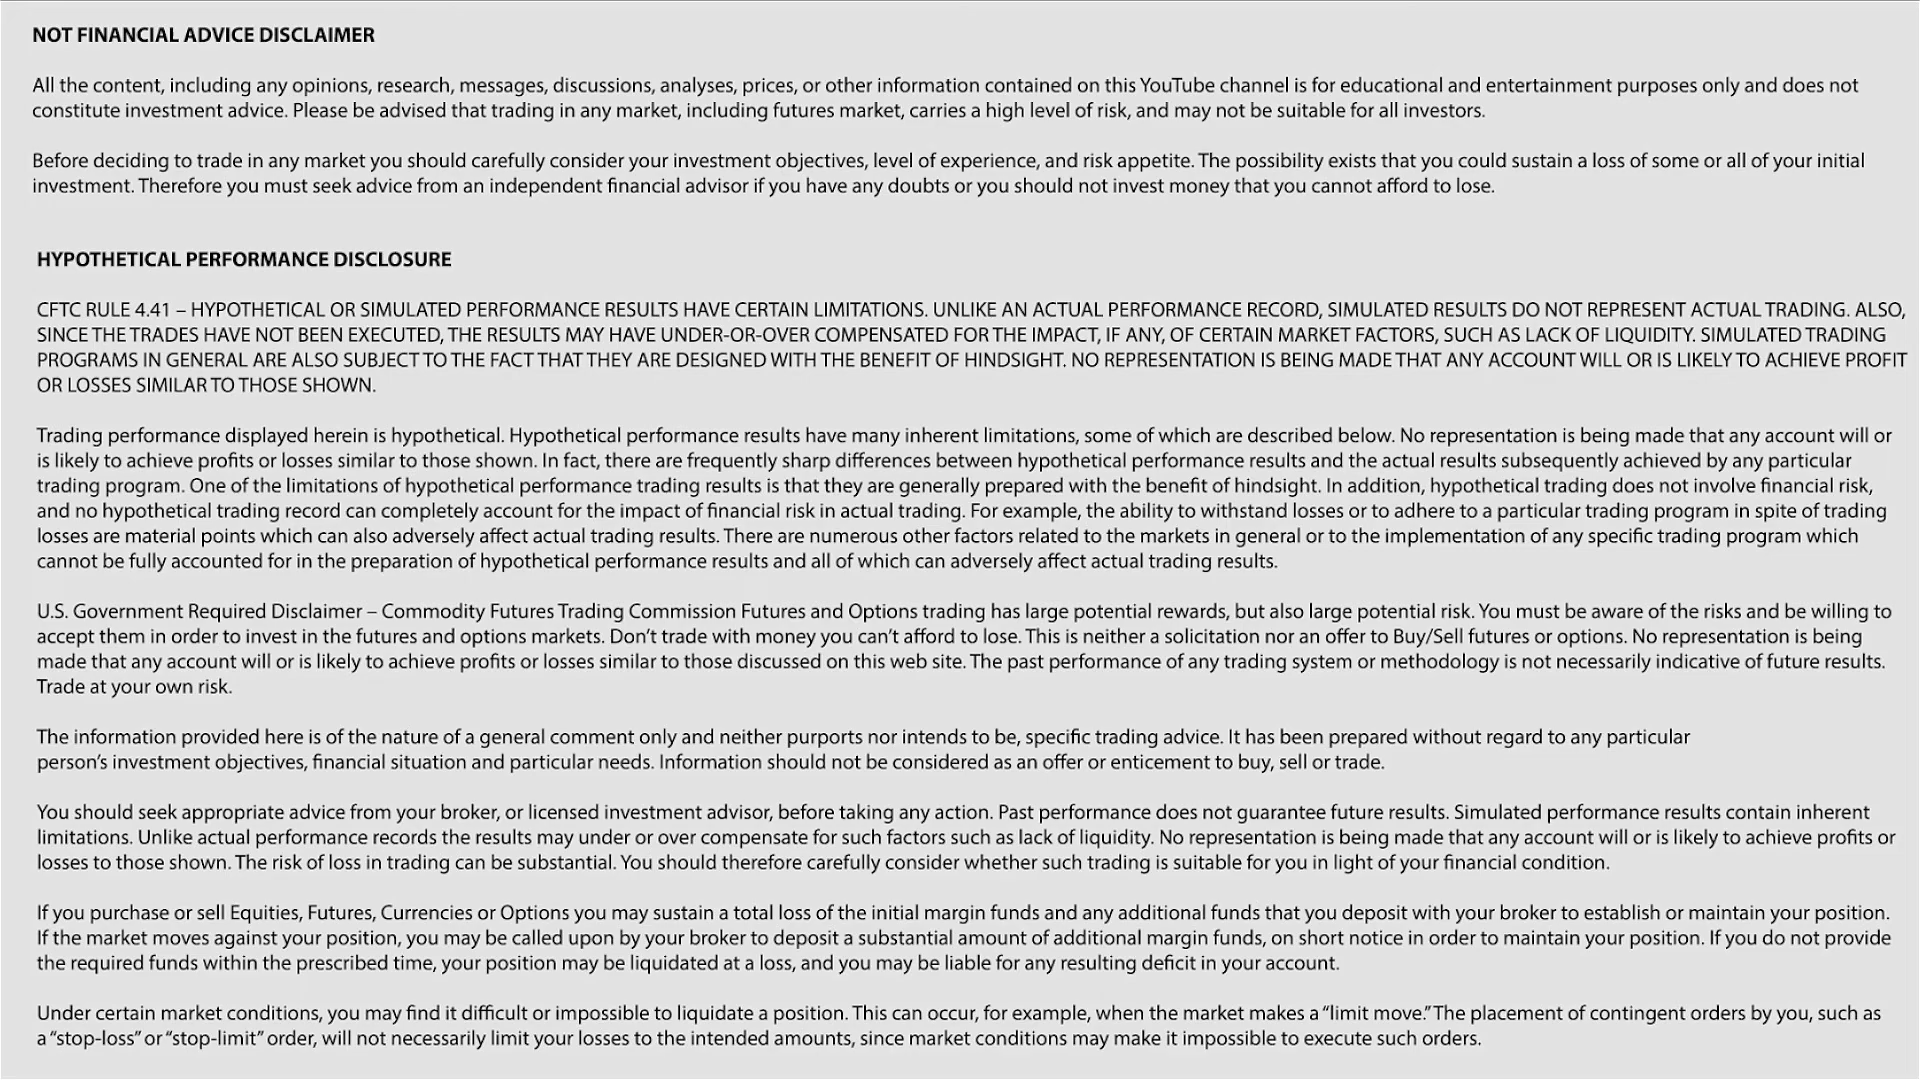 NOT FINANCIAL ADVICE DISCLAIMER
All the content, including any opinions, research, messages, discussions, analyses, prices, or other information contained on this YouTube channel is for educational and entertainment purposes only and does not
constitute investment advice. Please be advised that trading in any market, including futures market, carries a high level of risk, and may not be suitable for all investors.
Before deciding to trade in any market you should carefully consider your investment objectives, level of experience, and risk appetite. The possibility exists that you could sustain a loss of some or all of your initial
investment. Therefore you must seek advice from an independent financial advisor if you have any doubts or you should not invest money that you cannot afford to lose.
HYPOTHETICAL PERFORMANCE DISCLOSURE
CFTC RULE 4.41 – HYPOTHETICAL OR SIMULATED PERFORMANCE RESULTS HAVE CERTAIN LIMITATIONS. UNLIKE AN ACTUAL PERFORMANCE RECORD, SIMULATED RESULTS DO NOT REPRESENT ACTUAL TRADING. ALSO,
SINCE THE TRADES HAVE NOT BEEN EXECUTED, THE RESULTS MAY HAVE UNDER-OR-OVER COMPENSATED FOR THE IMPACT, IF ANY, OF CERTAIN MARKET FACTORS, SUCH AS LACK OF LIQUIDITY. SIMULATED TRADING
PROGRAMS IN GENERAL ARE ALSO SUBJECT TO THE FACT THAT THEY ARE DESIGNED WITH THE BENEFIT OF HINDSIGHT. NO REPRESENTATION IS BEING MADE THAT ANY ACCOUNT WILL OR IS LIKELY TO ACHIEVE PROFIT
OR LOSSES SIMILAR TO THOSE SHOWN.
Trading performance displayed herein is hypothetical. Hypothetical performance results have many inherent limitations, some of which are described below. No representation is being made that any account will or
is likely to achieve profits or losses similar to those shown. In fact, there are frequently sharp differences between hypothetical performance results and the actual results subsequently achieved by any particular
trading program. One of the limitations of hypothetical performance trading results is that they are generally prepared with the benefit of hindsight. In addition, hypothetical trading does not involve financial risk,
and no hypothetical trading record can completely account for the impact of financial risk in actual trading. For example, the ability to withstand losses or to adhere to a particular trading program in spite of trading
losses are material points which can also adversely affect actual trading results. There are numerous other factors related to the markets in general or to the implementation of any specific trading program which
cannot be fully accounted for in the preparation of hypothetical performance results and all of which can adversely affect actual trading results.
U.S. Government Required Disclaimer – Commodity Futures Trading Commission Futures and Options trading has large potential rewards, but also large potential risk. You must be aware of the risks and be willing to
accept them in order to invest in the futures and options markets. Don’t trade with money you can’t afford to lose. This is neither a solicitation nor an offer to Buy/Sell futures or options. No representation is being
made that any account will or is likely to achieve profits or losses similar to those discussed on this web site. The past performance of any trading system or methodology is not necessarily indicative of future results.
Trade at your own risk.
The information provided here is of the nature of a general comment only and neither purports nor intends to be, specific trading advice. It has been prepared without regard to any particular
person’s investment objectives, financial situation and particular needs. Information should not be considered as an offer or enticement to buy, sell or trade.
You should seek appropriate advice from your broker, or licensed investment advisor, before taking any action. Past performance does not guarantee future results. Simulated performance results contain inherent
limitations. Unlike actual performance records the results may under or over compensate for such factors such as lack of liquidity. No representation is being made that any account will or is likely to achieve profits or
losses to those shown. The risk of loss in trading can be substantial. You should therefore carefully consider whether such trading is suitable for you in light of your financial condition.
If you purchase or sell Equities, Futures, Currencies or Options you may sustain a total loss of the initial margin funds and any additional funds that you deposit with your broker to establish or maintain your position.
If the market moves against your position, you may be called upon by your broker to deposit a substantial amount of additional margin funds, on short notice in order to maintain your position. If you do not provide
the required funds within the prescribed time, your position may be liquidated at a loss, and you may be liable for any resulting deficit in your account.
Under certain market conditions, you may find it difficult or impossible to liquidate a position. This can occur, for example, when the market makes a “limit move.” The placement of contingent orders by you, such as
a “stop-loss” or “stop-limit” order, will not necessarily limit your losses to the intended amounts, since market conditions may make it impossible to execute such orders.